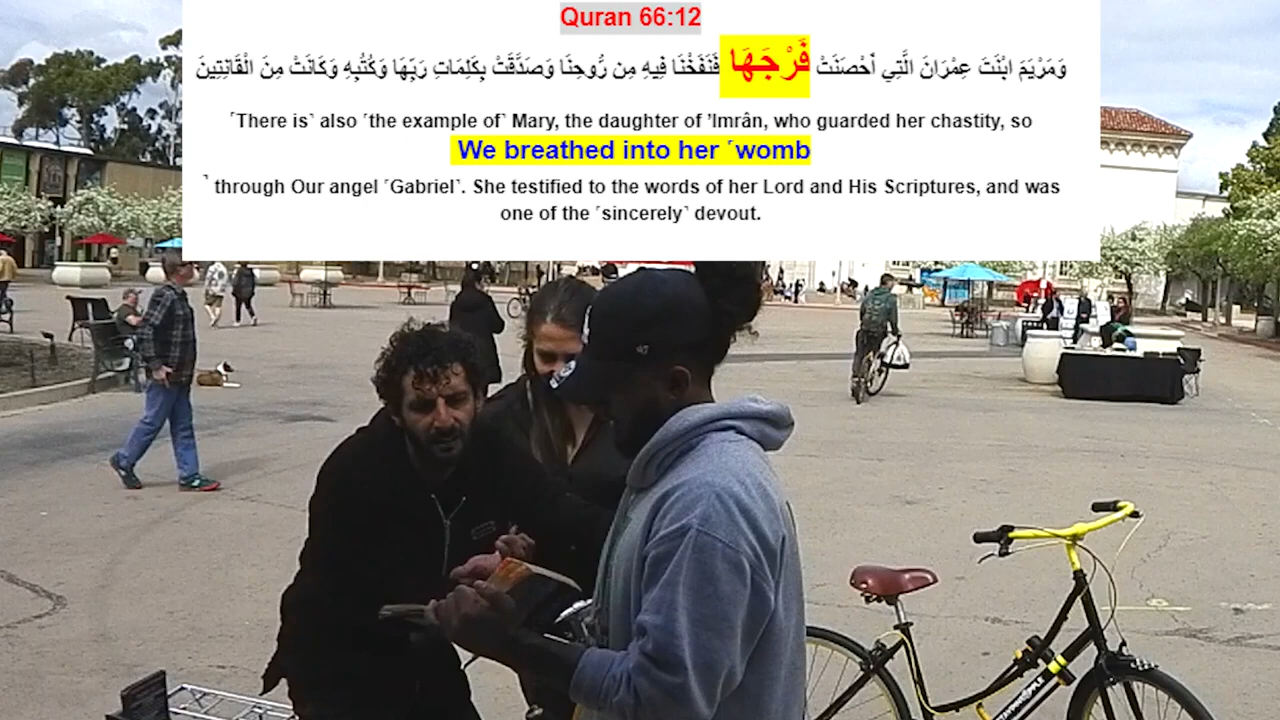 Quran 66:12
وَمَرْيَمَ ابْنَتَ عِمْرَانَ الَّتِي أَحْصَنَتْ فَرْجَهَا فَنَفَخْنَا فِيهِ مِن رُّوحِنَا وَصَدَّقَتْ بِكَلِمَاتِ رَبِّهَا وَكُتُبِهِ وَكَانَتْ مِنَ الْقَانِتِينَ
˹There is˺ also ˹the example of˺ Mary, the daughter of ’Imrân, who guarded her chastity, so
We breathed into her ˹womb
˺ through Our angel ˹Gabriel˺. She testified to the words of her Lord and His Scriptures, and was
one of the ˹sincerely˺ devout.